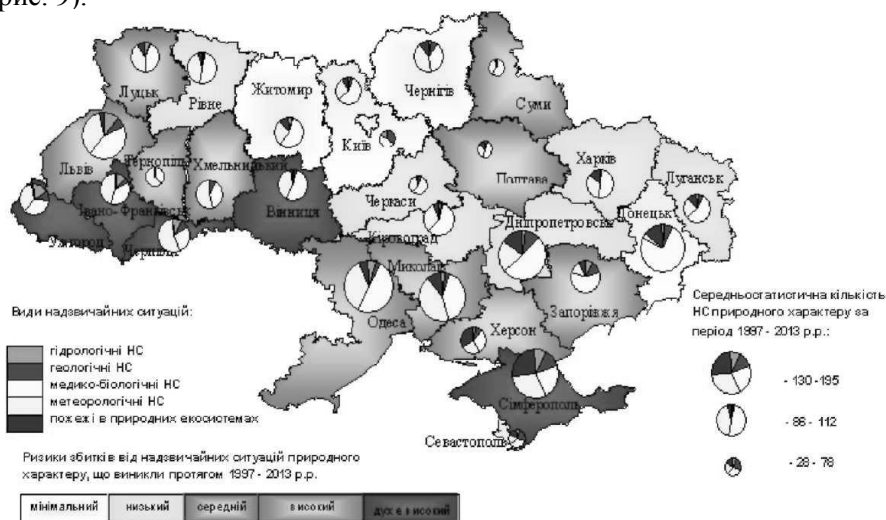 рис. 9).
Луцьк
Рівне
Житомир
Чернігів
Суми
Київ
Львів
Тернопіль
Хмельницький
Полтава
Харків
Луганськ
Івано-Франківськ
Вінниця
Черкаси
Ужгород
Кіровоград
Дніпропетровськ
Донецьк
Миколаїв
Одеса
Запоріжжя
Херсон
Сімферополь
Севастополь
Види надзвичайних ситуацій:
гідрологічні НС
геологічні НС
медико-біологічні НС
метеорологічні НС
пожежі в природних екосистемах
Ризики збитків від надзвичайних ситуацій природного
характеру, що виникли протягом 1997 - 2013 р.р.
мінімальний низький середній високий дуже високий
Середньостатистична кількість
НС природного характеру за
період 1997 - 2013 р.р.:
- 130 -195
- 86 - 112
- 28 - 78